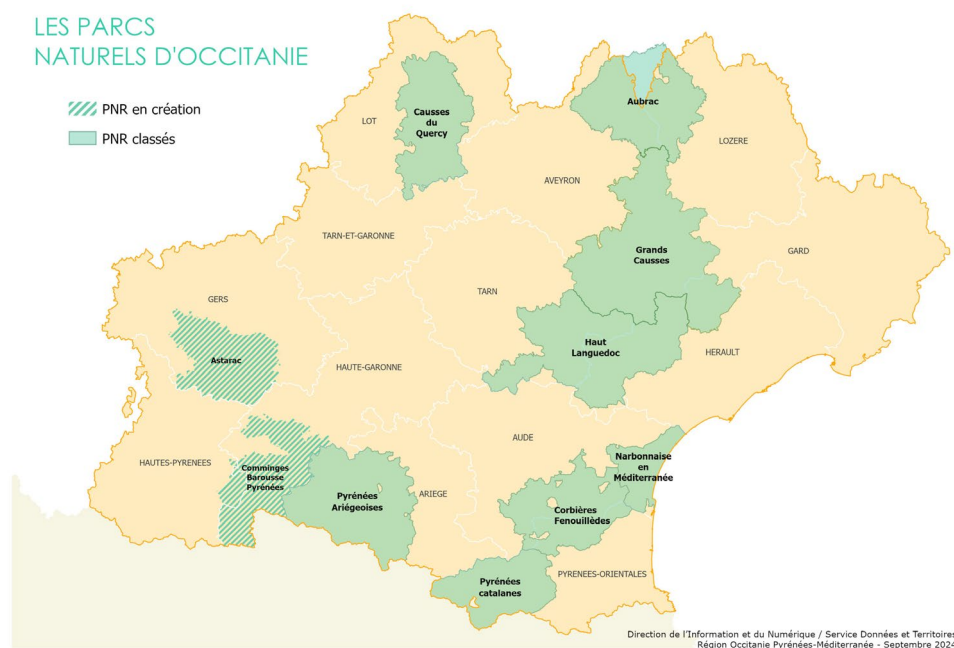 LES PARCS
NATURELS D'OCCITANIE
PNR en création
PNR classés
Causses
du
Quercy
LOT
Aubrac
LOZERE
AVEYRON
TARN-ET-GARONNE
Grands
Causses
GARD
GERS
TARN
Astarac
HAUTE-GARONNE
Haut
Languedoc
HERAULT
AUDE
HAUTES-PYRENEES
Comminges
Barousse
Pyrénées
Narbonnaise
en
Méditerranée
Pyrénées
Ariégeoises
ARIEGE
Corbières
Fenouillèdes
Pyrénées
catalanes
PYRENEES-ORIENTALES
Direction de l'Information et du Numérique / Service Données et Territoires
Région Occitanie Pyrénées-Méditerranée - Septembre 2024